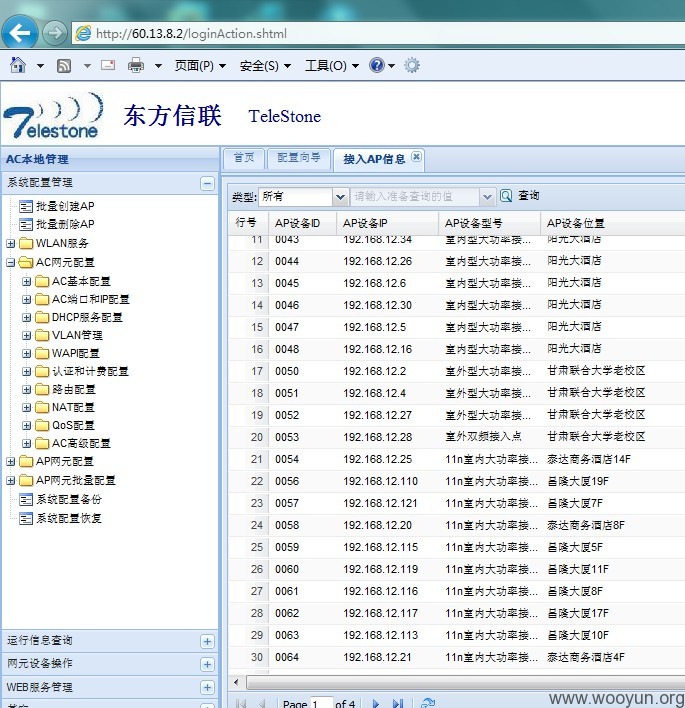 http://60.13.8.2/loginAction.shtml
页面(P) 安全(S) 工具(O)
Telestone 东方信联 TeleStone
AC本地管理
系统配置管理
批量创建AP
批量删除AP
WLAN服务
AC网元配置
AC基本配置
AC端口和IP配置
DHCP服务配置
VLAN管理
WAPI配置
认证和计费配置
路由配置
NAT配置
QoS配置
AC高级配置
AP网元配置
AP网元批量配置
系统配置备份
系统配置恢复
运行信息查询
网元设备操作
WEB服务管理
首页 配置向导 接入AP信息
类型: 所有 请输入准备查询的值 查询
行号 AP设备ID AP设备IP AP设备型号 AP设备位置
11 0043 192.168.12.34 室内型大功率接... 阳光大酒店
12 0044 192.168.12.26 室内型大功率接... 阳光大酒店
13 0045 192.168.12.6 室内型大功率接... 阳光大酒店
14 0046 192.168.12.30 室内型大功率接... 阳光大酒店
15 0047 192.168.12.5 室内型大功率接... 阳光大酒店
16 0048 192.168.12.16 室内型大功率接... 阳光大酒店
17 0050 192.168.12.2 室外型大功率接... 甘肃联合大学老校区
18 0051 192.168.12.4 室外型大功率接... 甘肃联合大学老校区
19 0052 192.168.12.27 室外型大功率接... 甘肃联合大学老校区
20 0053 192.168.12.28 室外双频接入点 甘肃联合大学老校区
21 0054 192.168.12.25 11n室内大功率接... 泰达商务酒店14F
22 0056 192.168.12.110 11n室内大功率接... 昌隆大厦19F
23 0057 192.168.12.121 11n室内大功率接... 昌隆大厦7F
24 0058 192.168.12.20 11n室内大功率接... 泰达商务酒店8F
25 0059 192.168.12.115 11n室内大功率接... 昌隆大厦5F
26 0060 192.168.12.119 11n室内大功率接... 昌隆大厦11F
27 0061 192.168.12.116 11n室内大功率接... 昌隆大厦8F
28 0062 192.168.12.117 11n室内大功率接... 昌隆大厦17F
29 0063 192.168.12.113 11n室内大功率接... 昌隆大厦10F
30 0064 192.168.12.21 11n室内大功率接... 泰达商务酒店4F
Page 1 of 4
www.wooyun.org